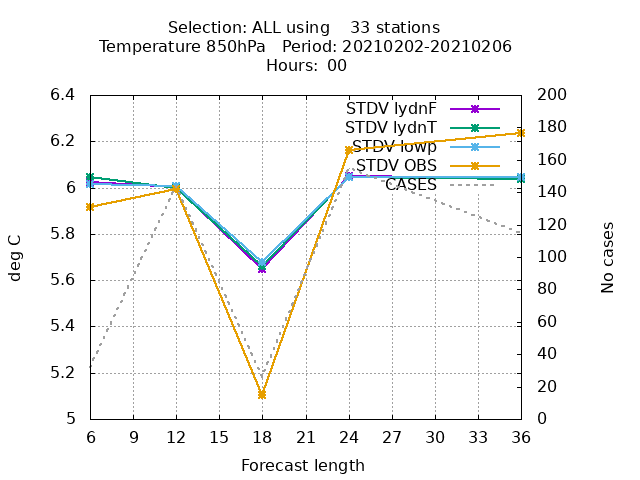 Selection: ALL using    33 stations
Temperature 850hPa   Period: 20210202-20210206
Hours: 00
STDV IydnF
STDV IydnT
STDV Iowp
STDV OBS
CASES
6.4
6.2
6
5.8
5.6
5.4
5.2
5
200
180
160
140
120
100
80
60
40
20
0
deg C
No cases
6 9 12 15 18 21 24 27 30 33 36
Forecast length